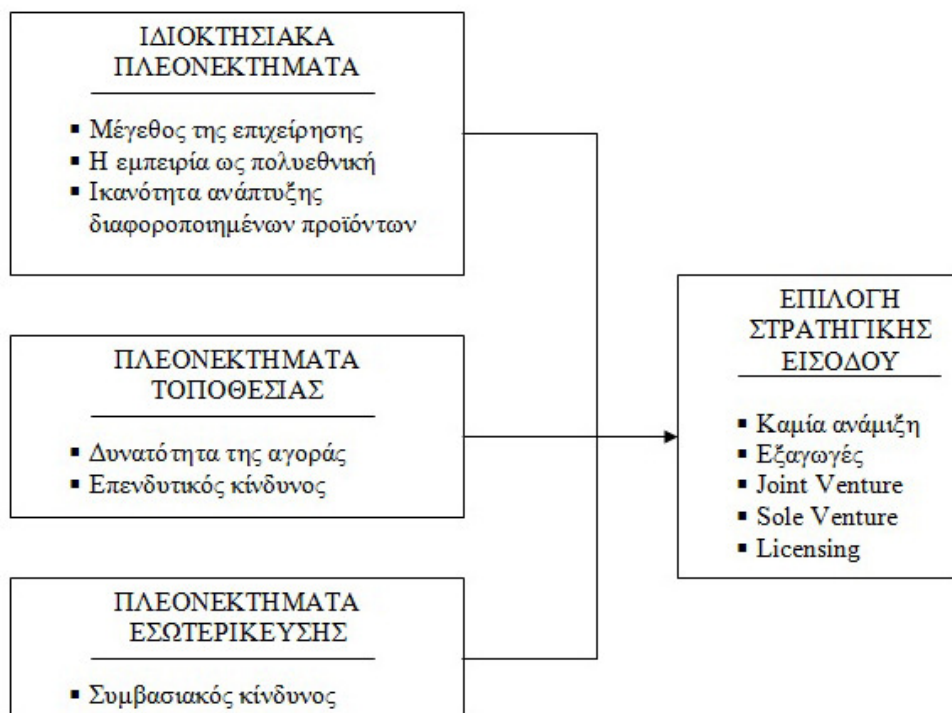 ΙΔΙΟΚΤΗΣΙΑΚΑ
ΠΛΕΟΝΕΚΤΗΜΑΤΑ
▪ Μέγεθος της επιχείρησης
▪ Η εμπειρία ως πολυεθνική
▪ Ικανότητα ανάπτυξης
διαφοροποιημένων προϊόντων
ΠΛΕΟΝΕΚΤΗΜΑΤΑ
ΤΟΠΟΘΕΣΙΑΣ
▪ Δυνατότητα της αγοράς
▪ Επενδυτικός κίνδυνος
ΠΛΕΟΝΕΚΤΗΜΑΤΑ
ΕΣΩΤΕΡΙΚΕΥΣΗΣ
▪ Συμβασιακός κίνδυνος
ΕΠΙΛΟΓΗ
ΣΤΡΑΤΗΓΙΚΗΣ
ΕΙΣΟΔΟΥ
▪ Καμία ανάμιξη
▪ Εξαγωγές
▪ Joint Venture
▪ Sole Venture
▪ Licensing